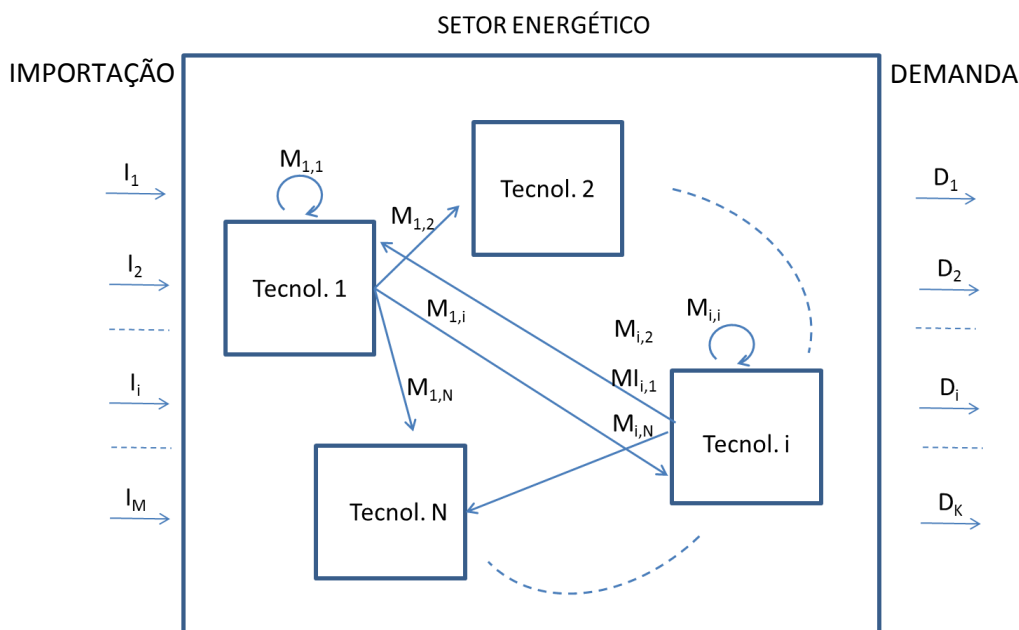 SETOR ENERGÉTICO
IMPORTAÇÃO
DEMANDA
I1
I2
Ii
IM
M1,1
Tecnol. 2
M1,2
Tecnol. 1
M1,i
M1,N
Mi,2
Mi,i
MIi,1
Mi,N
Tecnol. i
Tecnol. N
D1
D2
Di
DK